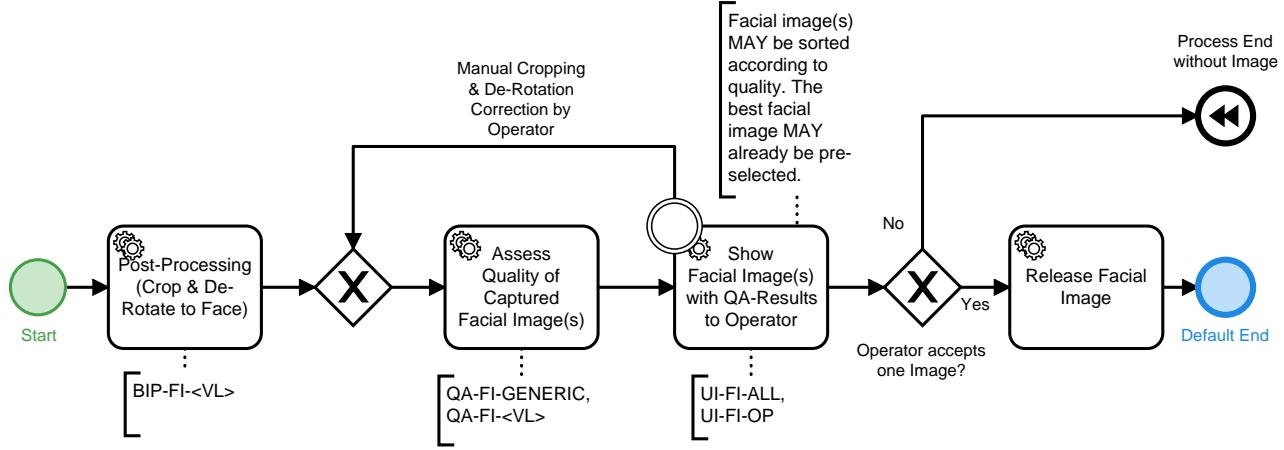 Facial image(s)
MAY be sorted
according to
quality. The
best facial
image MAY
already be pre-
selected.
Process End
without Image
Manual Cropping
& De-Rotation
Correction by
Operator
No
Post-Processing
(Crop & De-
Rotate to Face)
X
Assess
Quality of
Captured
Facial Image(s)
Show
Facial Image(s)
with QA-Results
to Operator
X
Yes
Release Facial
Image
Start
Default End
Operator accepts
one Image?
BIP-FI-<VL>
QA-FI-GENERIC,
QA-FI-<VL>
UI-FI-ALL,
UI-FI-OP